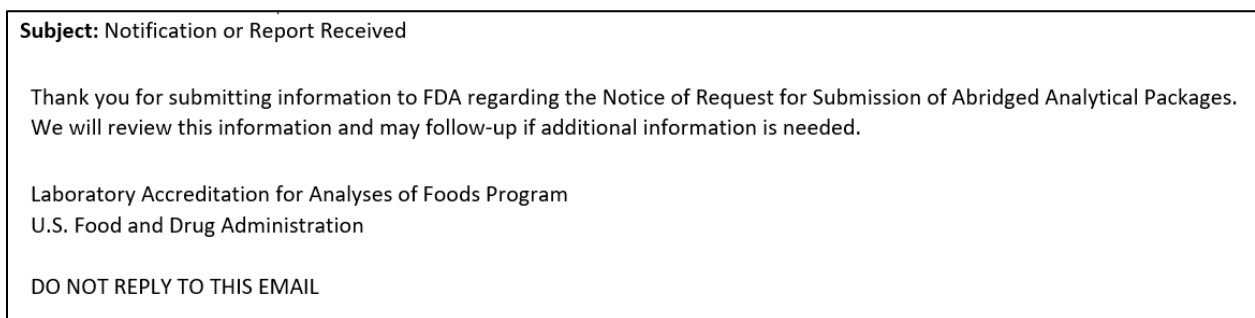 Subject: Notification or Report Received
Thank you for submitting information to FDA regarding the Notice of Request for Submission of Abridged Analytical Packages.
We will review this information and may follow-up if additional information is needed.
Laboratory Accreditation for Analyses of Foods Program
U.S. Food and Drug Administration
DO NOT REPLY TO THIS EMAIL